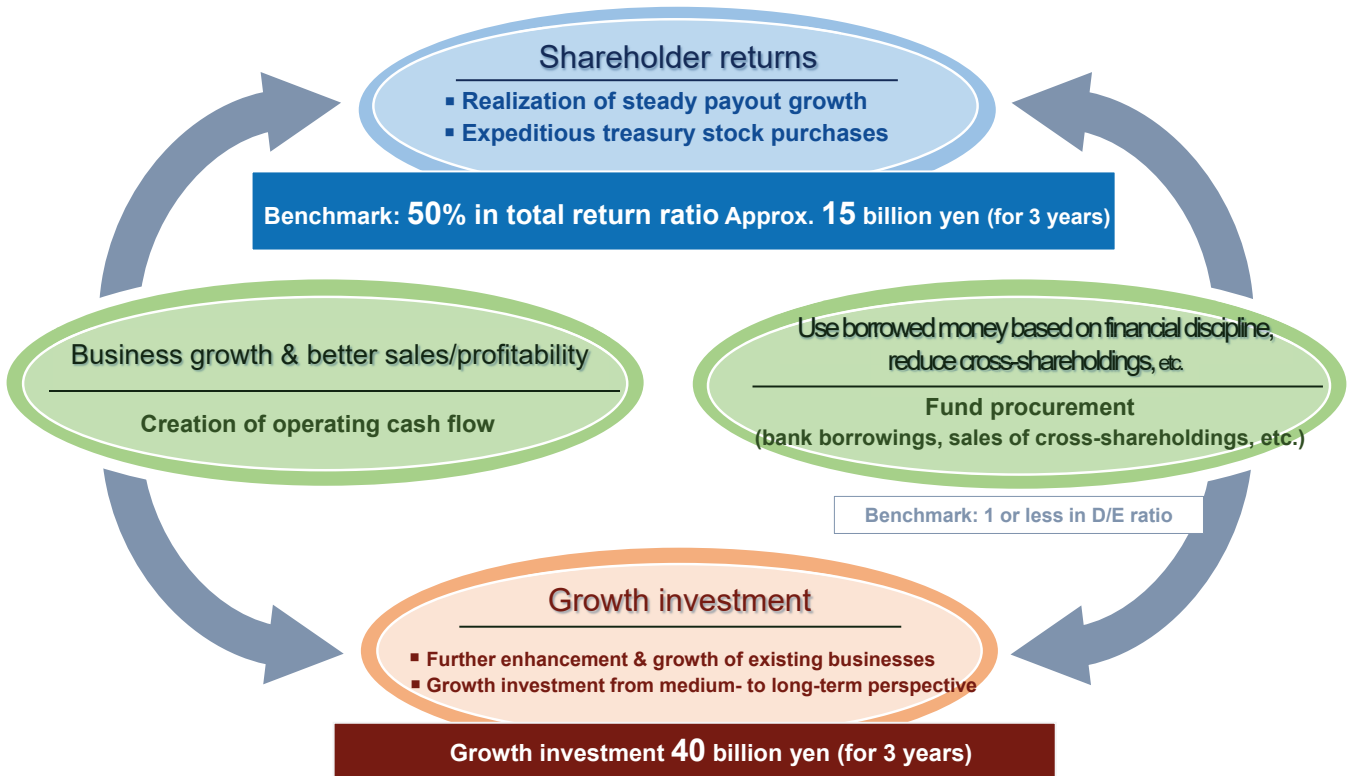 Shareholder returns
▪ Realization of steady payout growth
▪ Expeditious treasury stock purchases
Benchmark: 50% in total return ratio Approx. 15 billion yen (for 3 years)
Business growth & better sales/profitability
Creation of operating cash flow
Use borrowed money based on financial discipline,
reduce cross-shareholdings, etc.
Fund procurement
(bank borrowings, sales of cross-shareholdings, etc.)
Benchmark: 1 or less in D/E ratio
Growth investment
▪ Further enhancement & growth of existing businesses
▪ Growth investment from medium- to long-term perspective
Growth investment 40 billion yen (for 3 years)